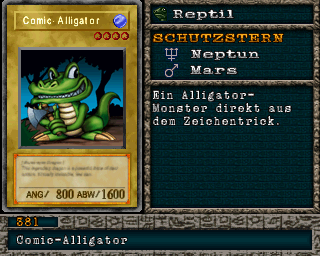 Comic-Alligator
ANG/ 800 ABW/1600
Reptil
SCHUTZSTERN
Neptun
Mars
Ein Alligator-
Monster direkt aus
dem Zeichentrick.
381
Comic-Alligator